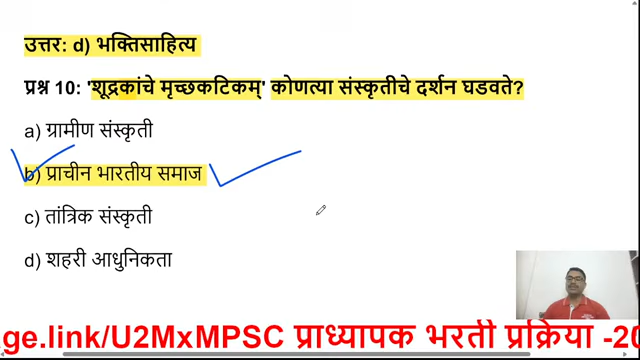 उत्तर: d) भक्तिसाहित्य
प्रश्न 10: 'शूद्रकांचे मृच्छकटिकम्' कोणत्या संस्कृतीचे दर्शन घडवते?
a) ग्रामीण संस्कृती
b) प्राचीन भारतीय समाज
c) तांत्रिक संस्कृती
d) शहरी आधुनिकता
age.link/U2MxMPSC प्राध्यापक भरती प्रक्रिया -20